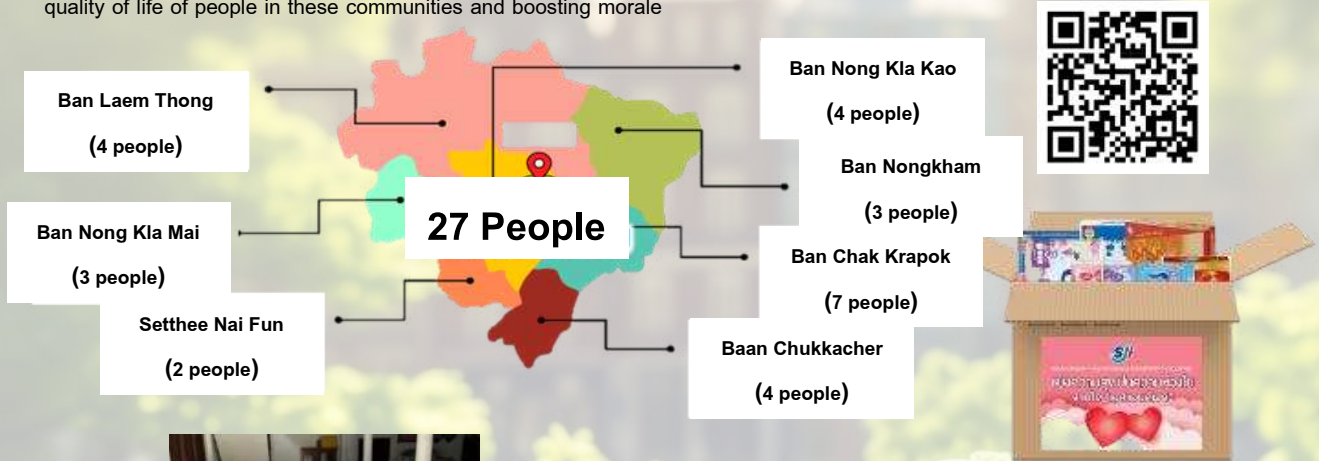 quality of life of people in these communities and boosting morale
Ban Laem Thong
(4 people)
Ban Nong Kla Mai
(3 people)
Setthee Nai Fun
(2 people)
27 People
Ban Nong Kla Kao
(4 people)
Ban Nongkham
(3 people)
Ban Chak Krapok
(7 people)
Baan Chukkacher
(4 people)